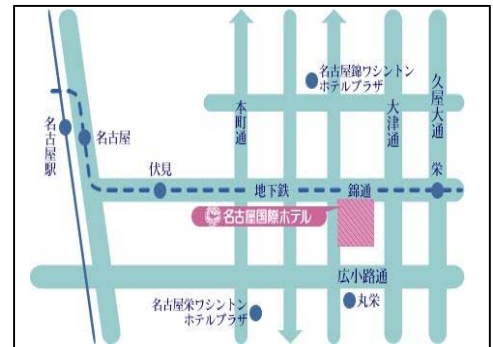 名古屋錦ワシントン
ホテルプラザ
本町通
大津通
久屋大通
名古屋駅
名古屋
伏見
地下鉄
錦通
栄
名古屋国際ホテル
広小路通
名古屋栄ワシントン
ホテルプラザ
丸栄